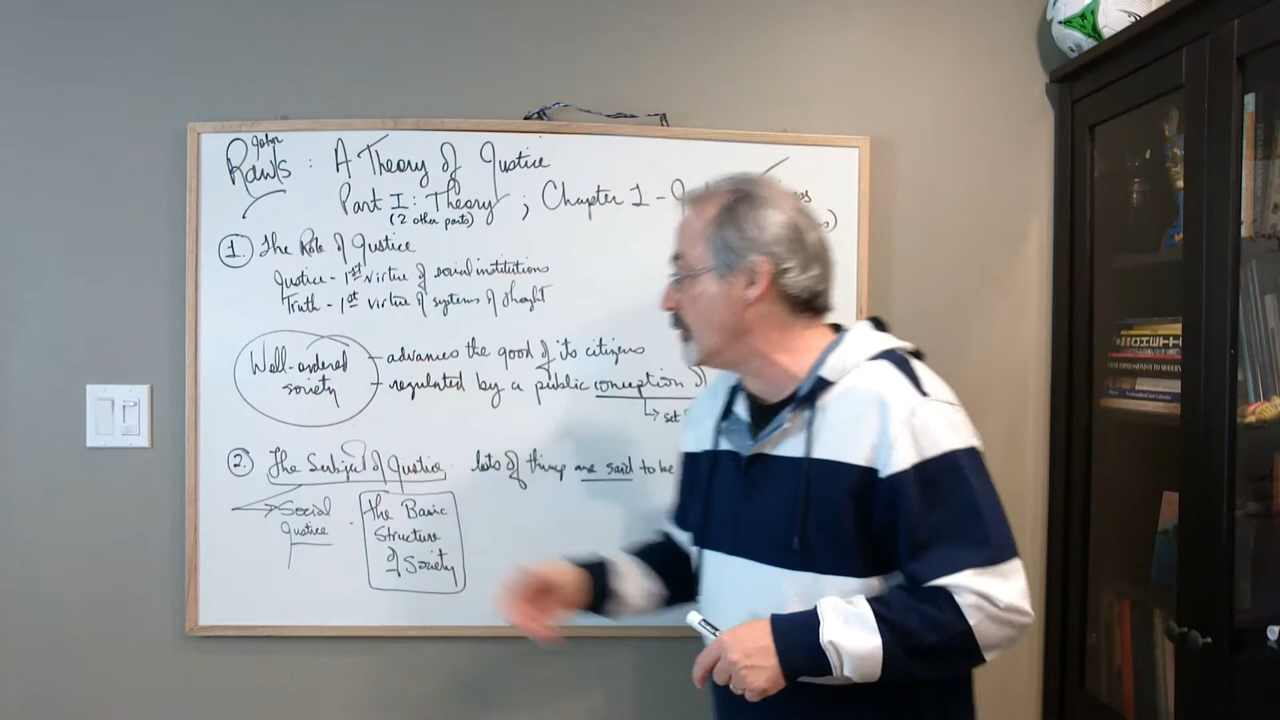 John
Rawls : A Theory of Justice
Part I: Theory ; Chapter 1 -
(2 other parts)
1. The Role of Justice
Justice - 1st virtue of social institutions
Truth - 1st virtue of systems of thought
Well-ordered society
- advances the good of its citizens
- regulated by a public conception of
→ set
2. The Subject of Justice
lots of things are said to be
Social
Justice
the Basic
Structure
of Society